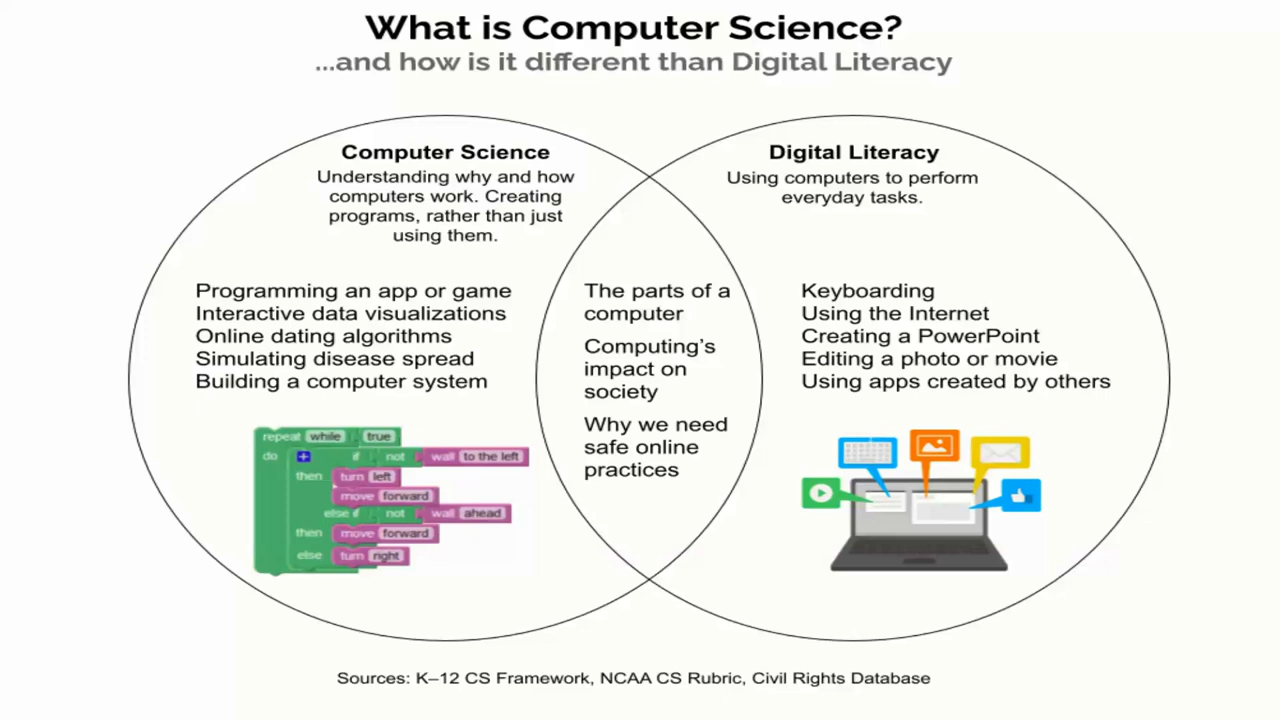 What is Computer Science?
...and how is it different than Digital Literacy
Computer Science
Understanding why and how
computers work. Creating
programs, rather than just
using them.
Programming an app or game
Interactive data visualizations
Online dating algorithms
Simulating disease spread
Building a computer system
repeat while true
do if not wall to the left
then turn left
move forward
else if not wall ahead
then move forward
else turn right
The parts of a
computer
Computing's
impact on
society
Why we need
safe online
practices
Digital Literacy
Using computers to perform
everyday tasks.
Keyboarding
Using the Internet
Creating a PowerPoint
Editing a photo or movie
Using apps created by others
Sources: K–12 CS Framework, NCAA CS Rubric, Civil Rights Database